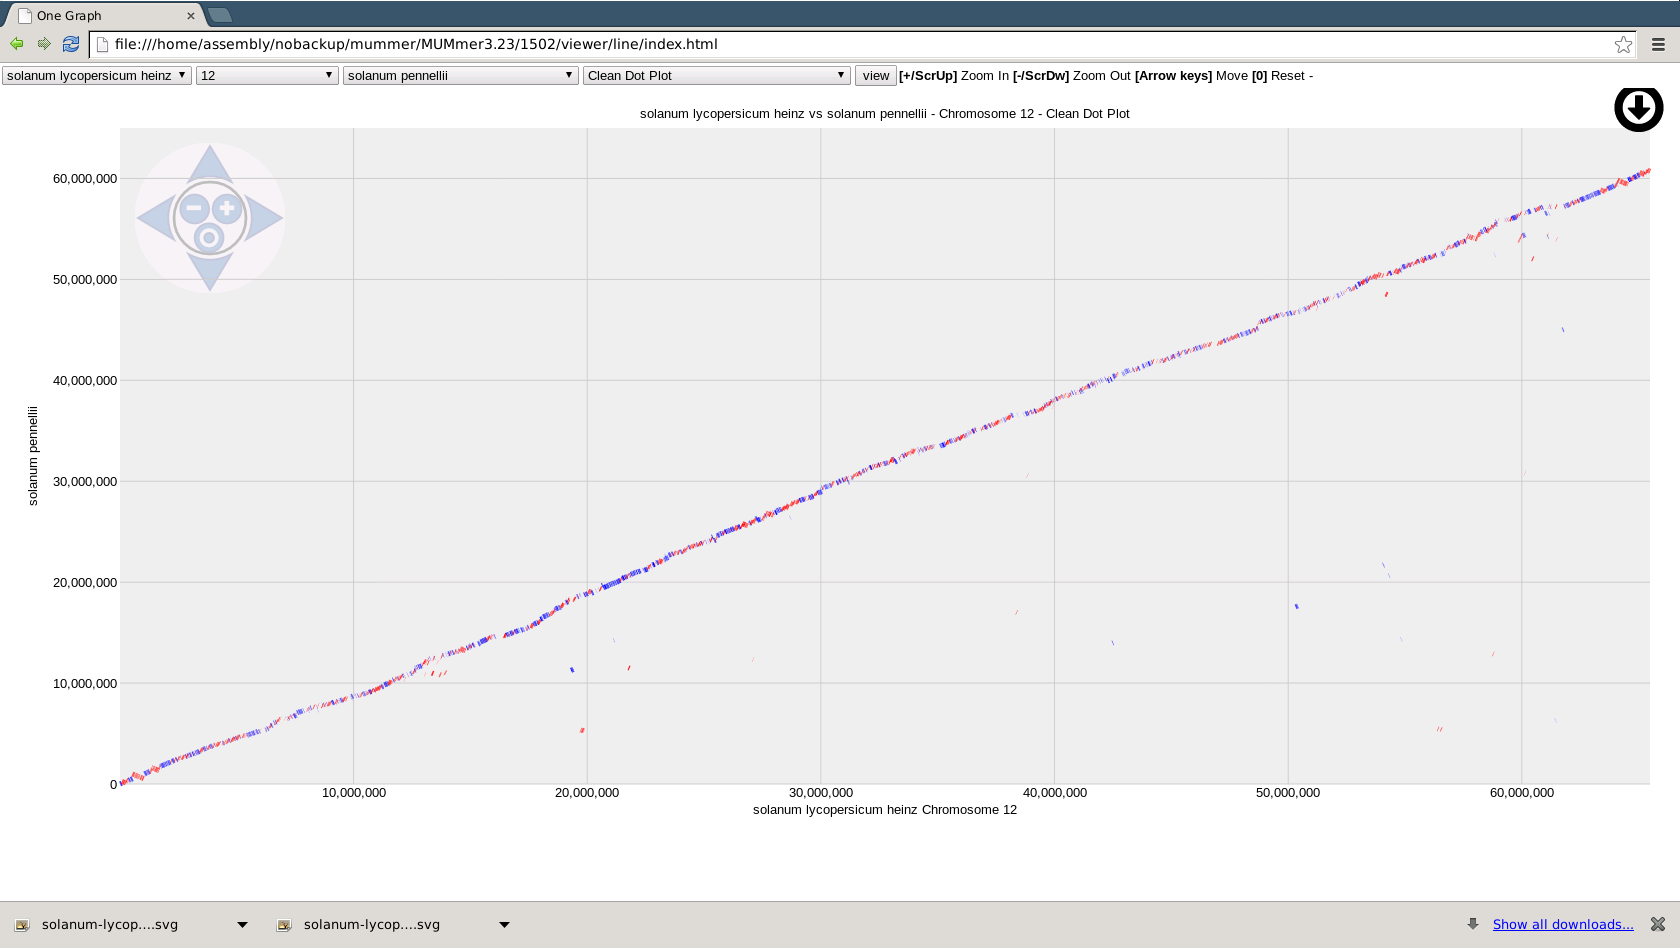 One Graph
file:///home/assembly/nobackup/mummer/MUMmer3.23/1502/viewer/line/index.html
solanum lycopersicum heinz 12 solanum pennellii Clean Dot Plot view [+/ScrUp] Zoom In [-/ScrDw] Zoom Out [Arrow keys] Move [0] Reset -
solanum lycopersicum heinz vs solanum pennellii - Chromosome 12 - Clean Dot Plot
60,000,000
50,000,000
40,000,000
solanum pennellii
30,000,000
20,000,000
10,000,000
0
10,000,000 20,000,000 30,000,000 40,000,000 50,000,000 60,000,000
solanum lycopersicum heinz Chromosome 12
solanum-lycop....svg solanum-lycop....svg Show all downloads...